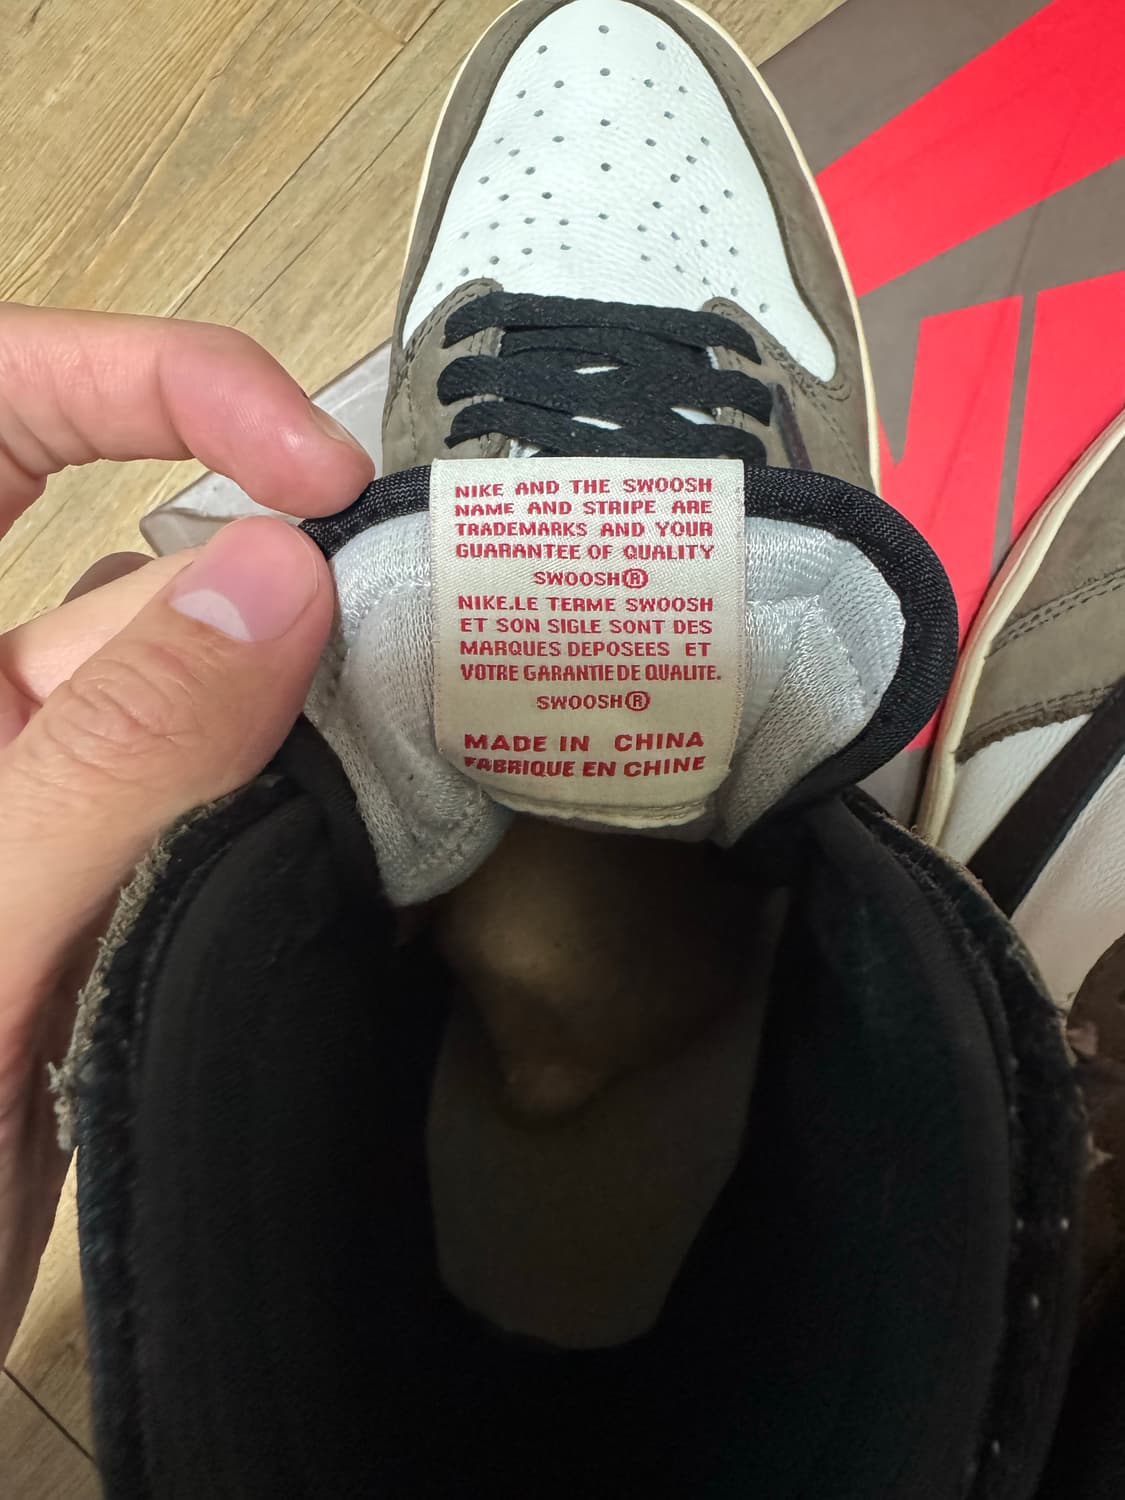 NIKE AND THE SWOOSH
NAME AND STRIPE ARE
TRADEMARKS AND YOUR
GUARANTEE OF QUALITY
SWOOSH®
NIKE.LE TERME SWOOSH
ET SON SIGLE SONT DES
MARQUES DEPOSEES ET
VOTRE GARANTIE DE QUALITE.
SWOOSH®
MADE IN CHINA
FABRIQUE EN CHINE